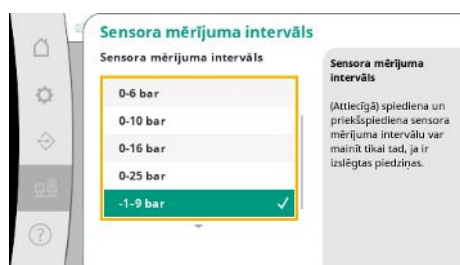 Sensora mērījuma intervāls
Sensora mērījuma intervāls
0-6 bar
0-10 bar
0-16 bar
0-25 bar
-1-9 bar
Sensora mērījuma
intervāls
(Attiecīgā) spiediena un
priekšspiediena sensora
mērījuma intervālu var
mainīt tikai tad, ja ir
izslēgtas piedziņas.